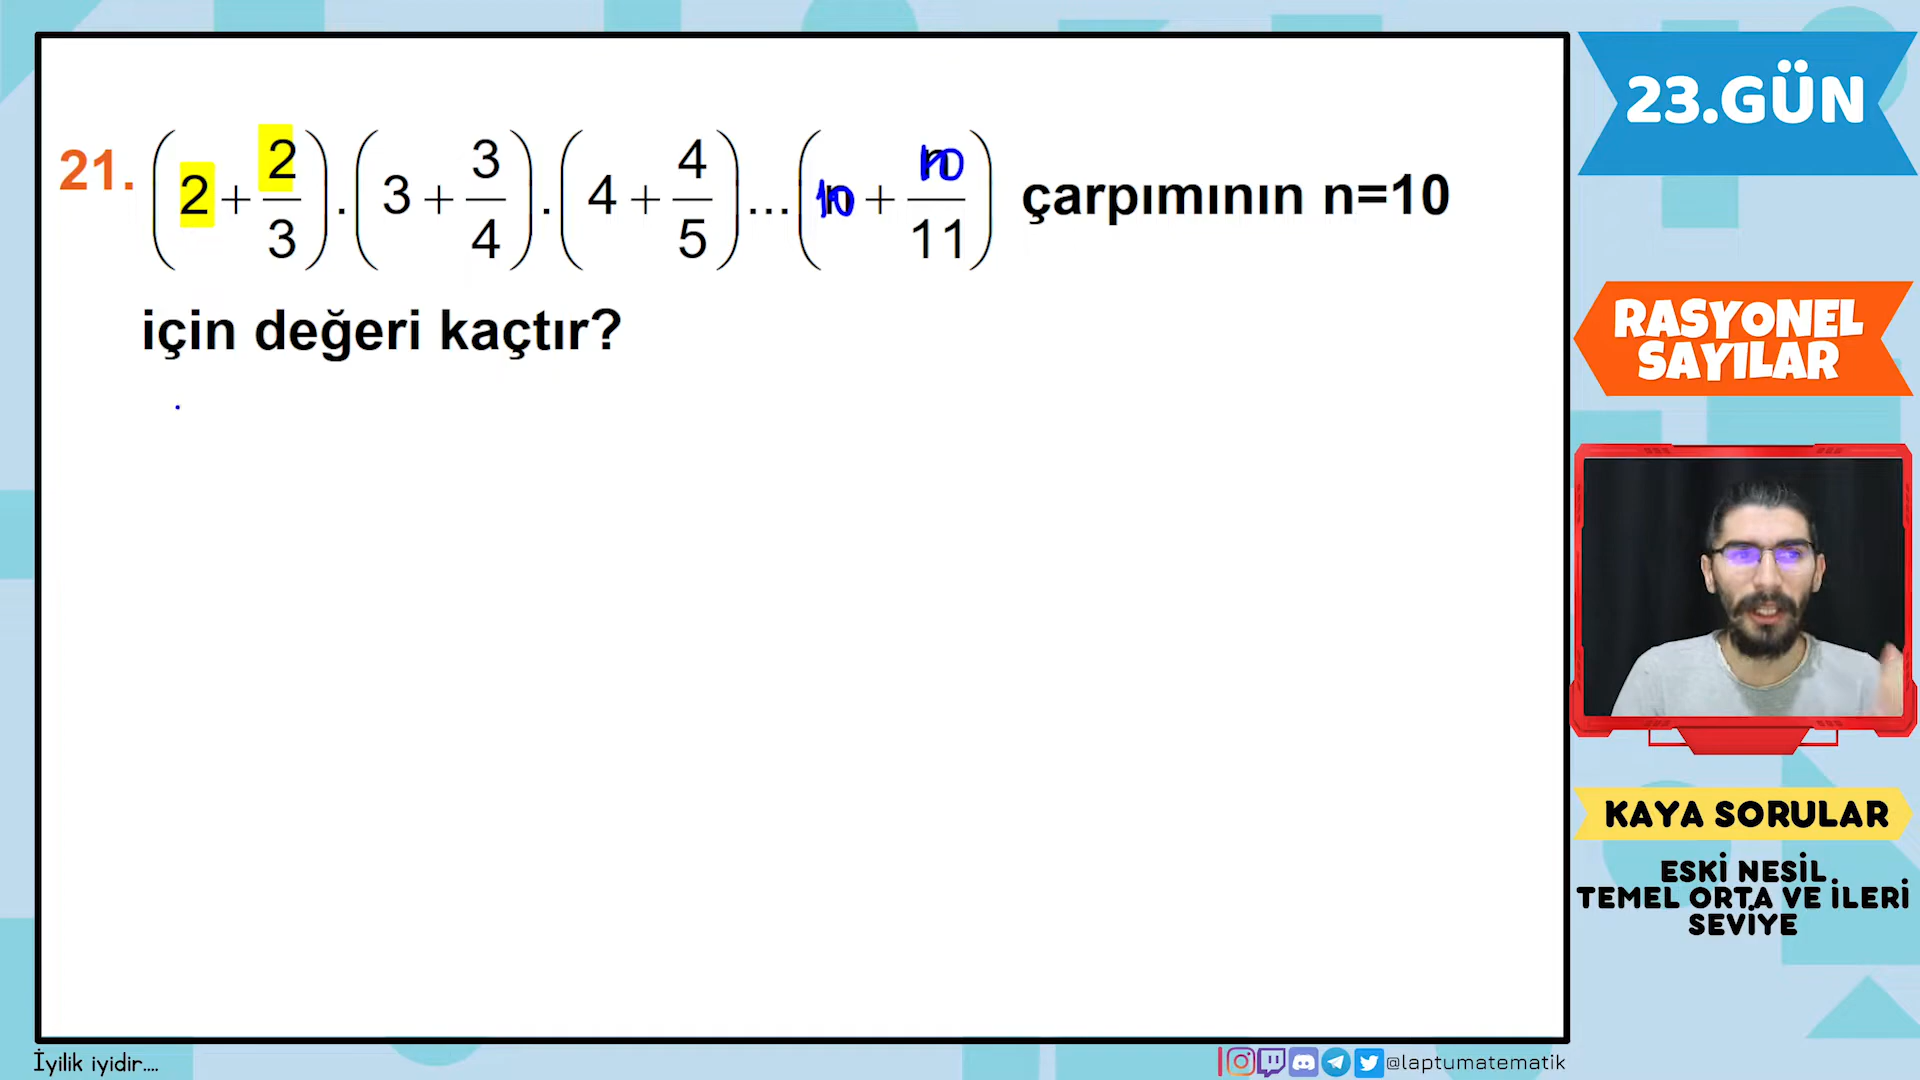 21. (2 + 2/3) . (3 + 3/4) . (4 + 4/5) ... (n + n/11) çarpımının n=10
10 10
için değeri kaçtır?
23.GÜN
RASYONEL
SAYILAR
KAYA SORULAR
ESKİ NESİL
TEMEL ORTA VE İLERİ
SEVİYE
İyilik iyidir....
@laptumatematik